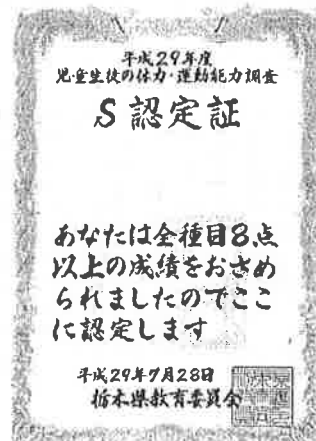 平成29年度
児童生徒の体力・運動能力調査
S認定証
あなたは全種目8点
以上の成績をおさめ
られましたのでここ
に認定します
平成29年7月28日
栃木県教育委員会